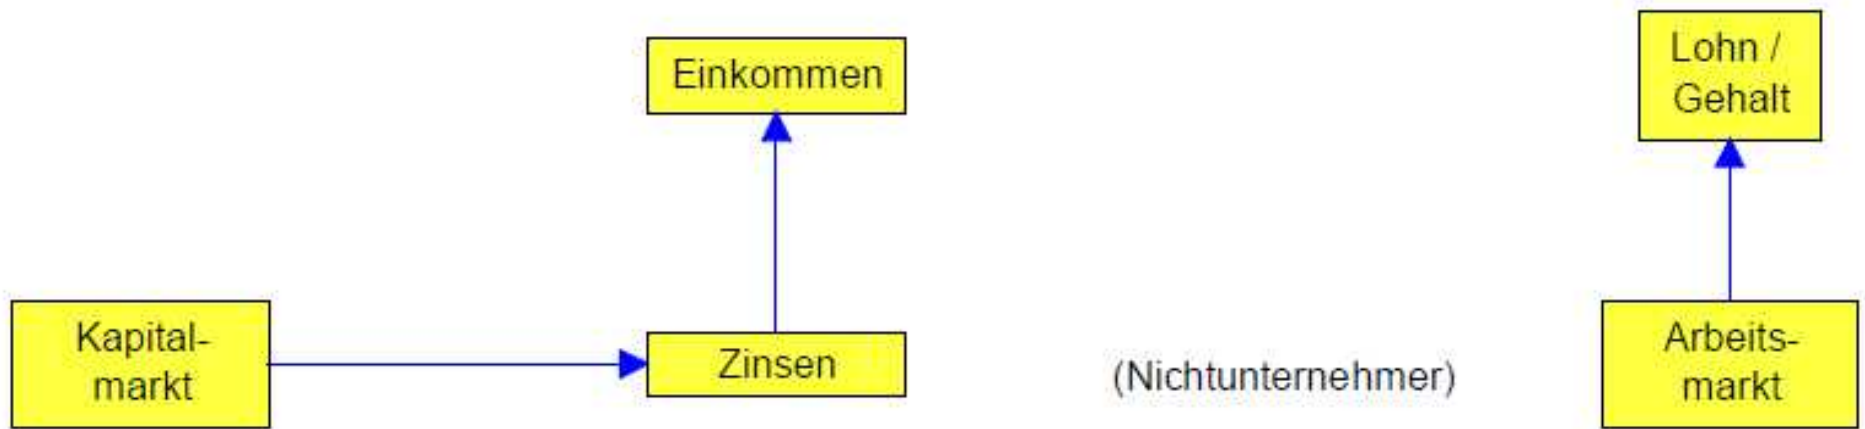 Einkommen
Lohn /
Gehalt
Kapital-
markt
Zinsen
(Nichtunternehmer)
Arbeits-
markt